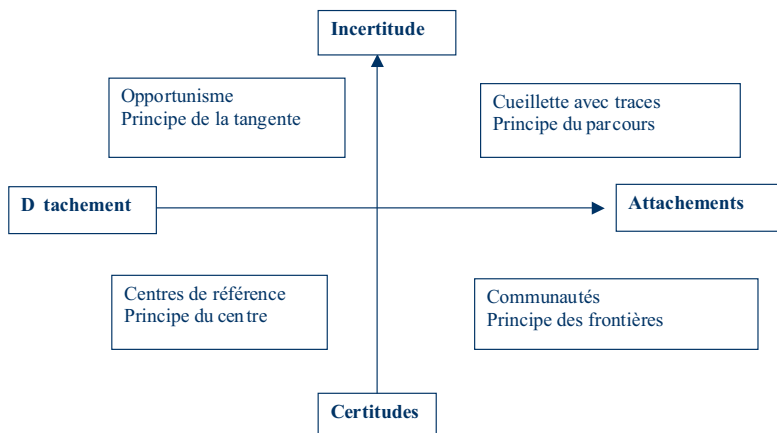 Incertitude
Opportunisme
Principe de la tangente
Cueillette avec traces
Principe du parcours
D tachement
Attachements
Centres de référence
Principe du centre
Communautés
Principe des frontières
Certitudes